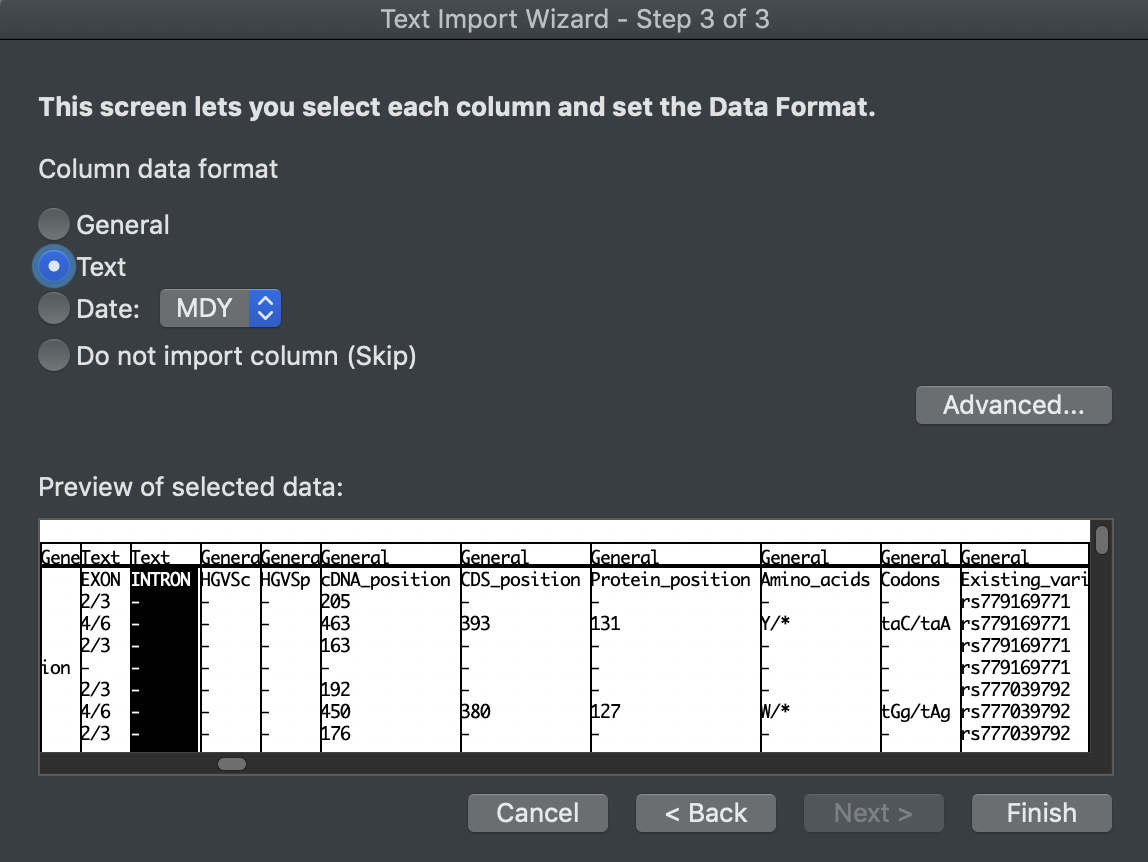 Text Import Wizard - Step 3 of 3
This screen lets you select each column and set the Data Format.
Column data format
General
Text
Date: MDY
Do not import column (Skip)
Advanced...
Preview of selected data:
Gene Text Text Genera Genera General General General General General General
EXON INTRON HGVSc HGVSp cDNA_position CDS_position Protein_position Amino_acids Codons Existing_vari
2/3 - - - 205 - - - - rs779169771
4/6 - - - 463 393 131 Y/* taC/taA rs779169771
2/3 - - - 163 - - - - rs779169771
ion - - - - - - - - - rs779169771
2/3 - - - 192 - - - - rs777039792
4/6 - - - 450 380 127 W/* tGg/tAg rs777039792
2/3 - - - 176 - - - - rs777039792
Cancel < Back Next > Finish